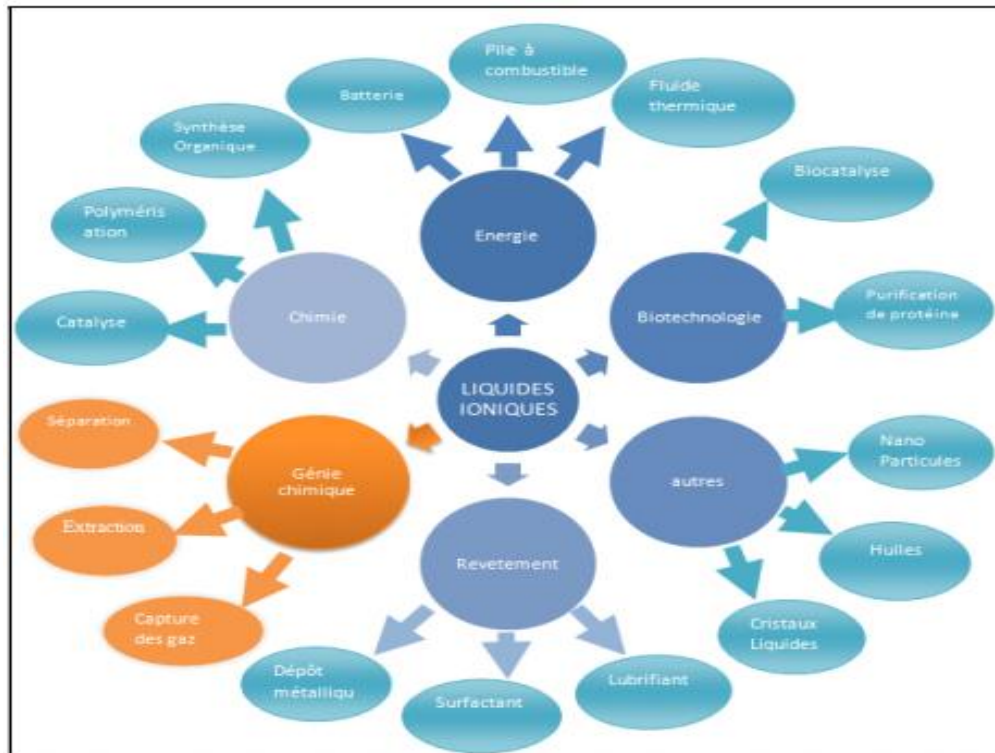 Pile à
combustible
Fluide
thermique
Batterie
Synthèse
Organique
Biocatalyse
Polyméris
ation
Energie
Purification
de protéine
Catalyse
Chimie
Biotechnologie
LIQUIDES
IONIQUES
Séparation
Génie
chimique
autres
Nano
Particules
Extraction
Revetement
Huiles
Capture
des gaz
Cristaux
Liquides
Dépôt
métalliqu
Surfactant
Lubrifiant